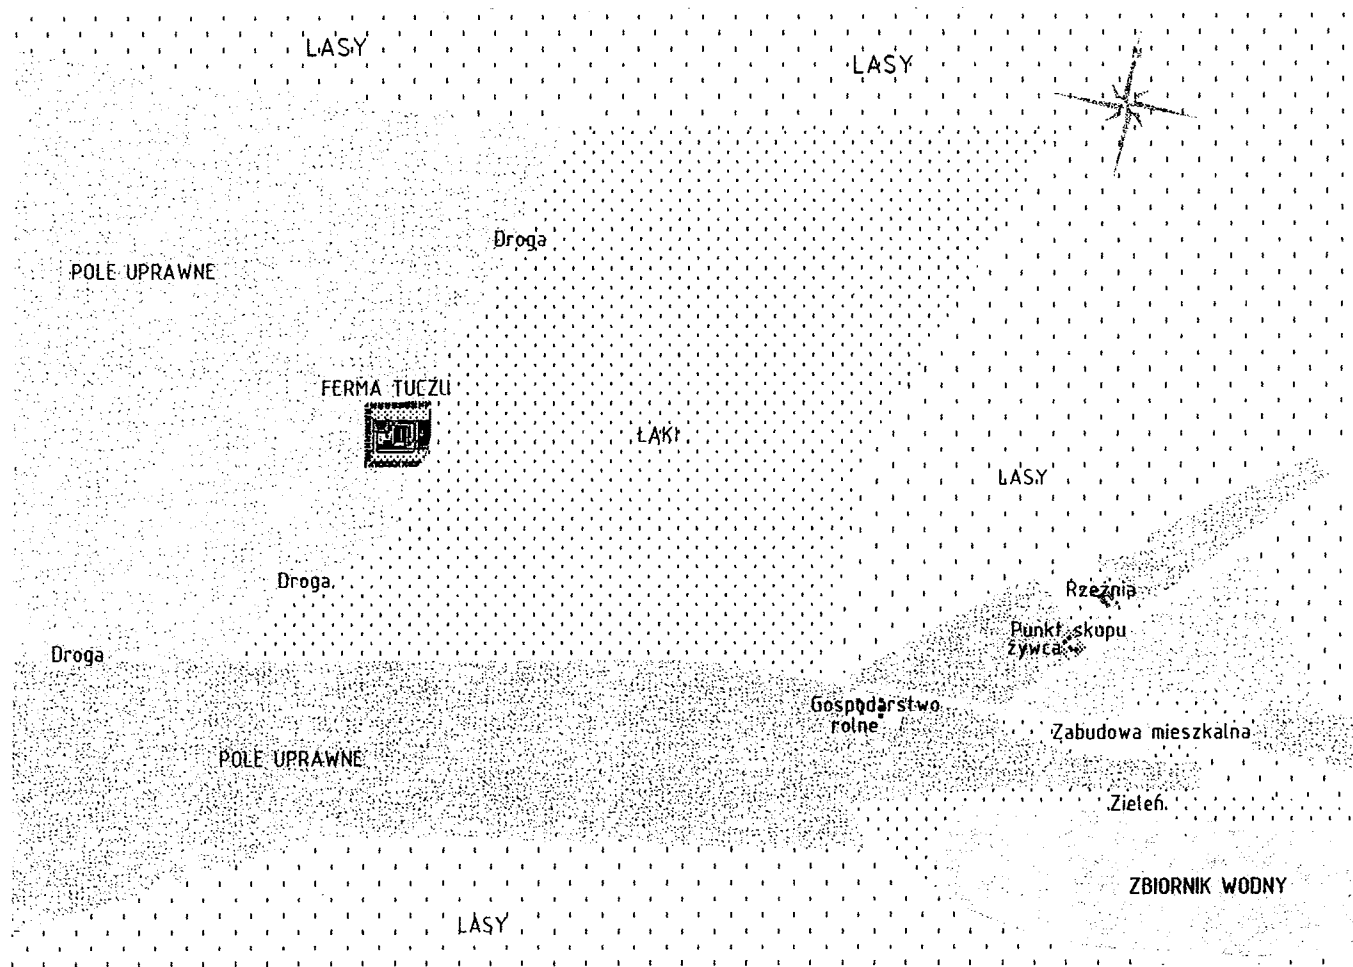 LASY
LASY
Droga
POLE UPRAWNE
FERMA TUCZU
ŁĄKI
LASY
Droga
Rzeźnia
Punkt skupu
żywca
Droga
Gospodarstwo
rolne
Zabudowa mieszkalna
POLE UPRAWNE
Zieleń
ZBIORNIK WODNY
LASY